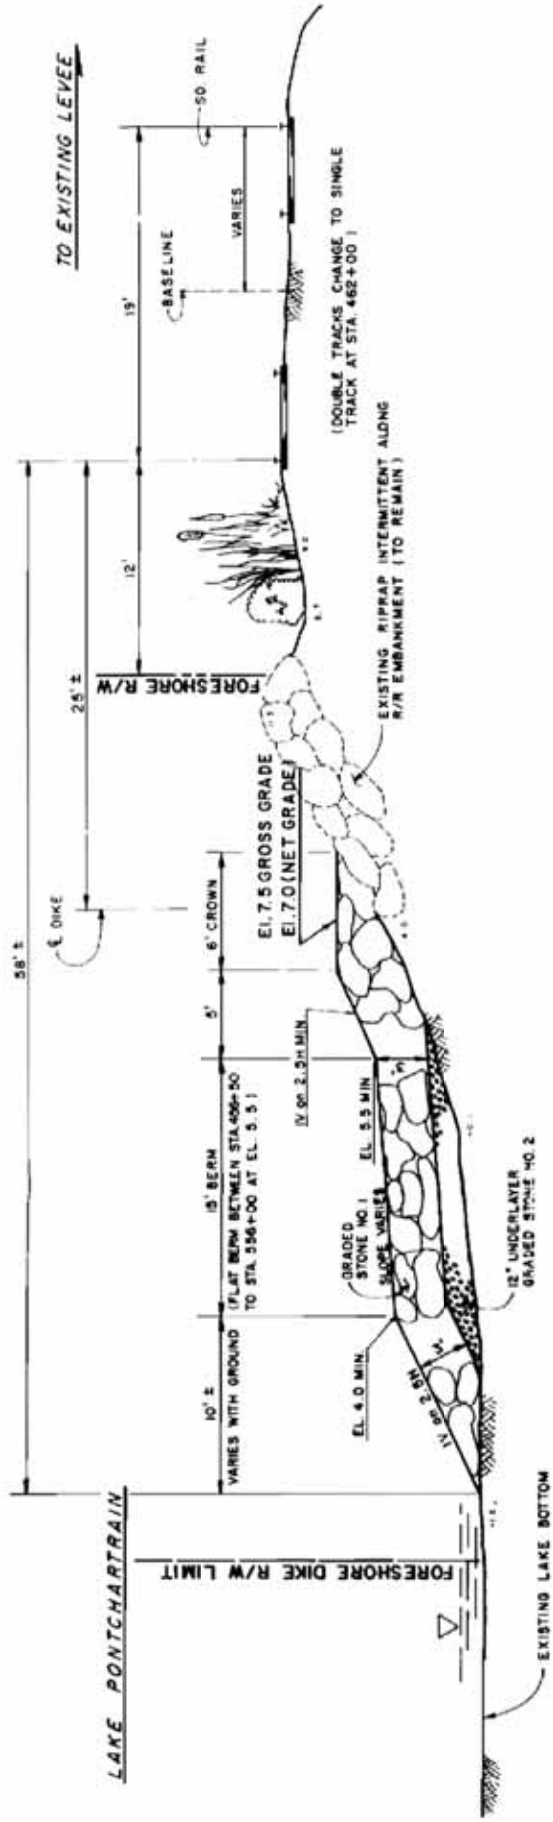 LAKE PONTCHARTRAIN
TO EXISTING LEVEE
58' ±
25' ±
19'
12'
℄ DIKE
BASELINE
SO. RAIL
VARIES
10' ±
VARIES WITH GROUND
15' BERM
(FLAT BERM BETWEEN STA.
TO STA. 556+00 AT EL. 5.5)
5'
6' CROWN
FORESHORE R/W
FORESHORE DIKE R/W LIMIT
El. 7.5 GROSS GRADE
El. 7.0 (NET GRADE)
IV on 2.5H MIN
EL. 5.5 MIN
EL. 4.0 MIN.
GRADED
STONE NO. 1
SLOPE VARIES
IV on 2.5H
3'
3'
12" UNDERLAYER
GRADED STONE NO. 2
EXISTING RIPRAP INTERMITTENT ALONG
R/R EMBANKMENT (TO REMAIN)
(DOUBLE TRACKS CHANGE TO SINGLE
TRACK AT STA. 462+00)
EXISTING LAKE BOTTOM